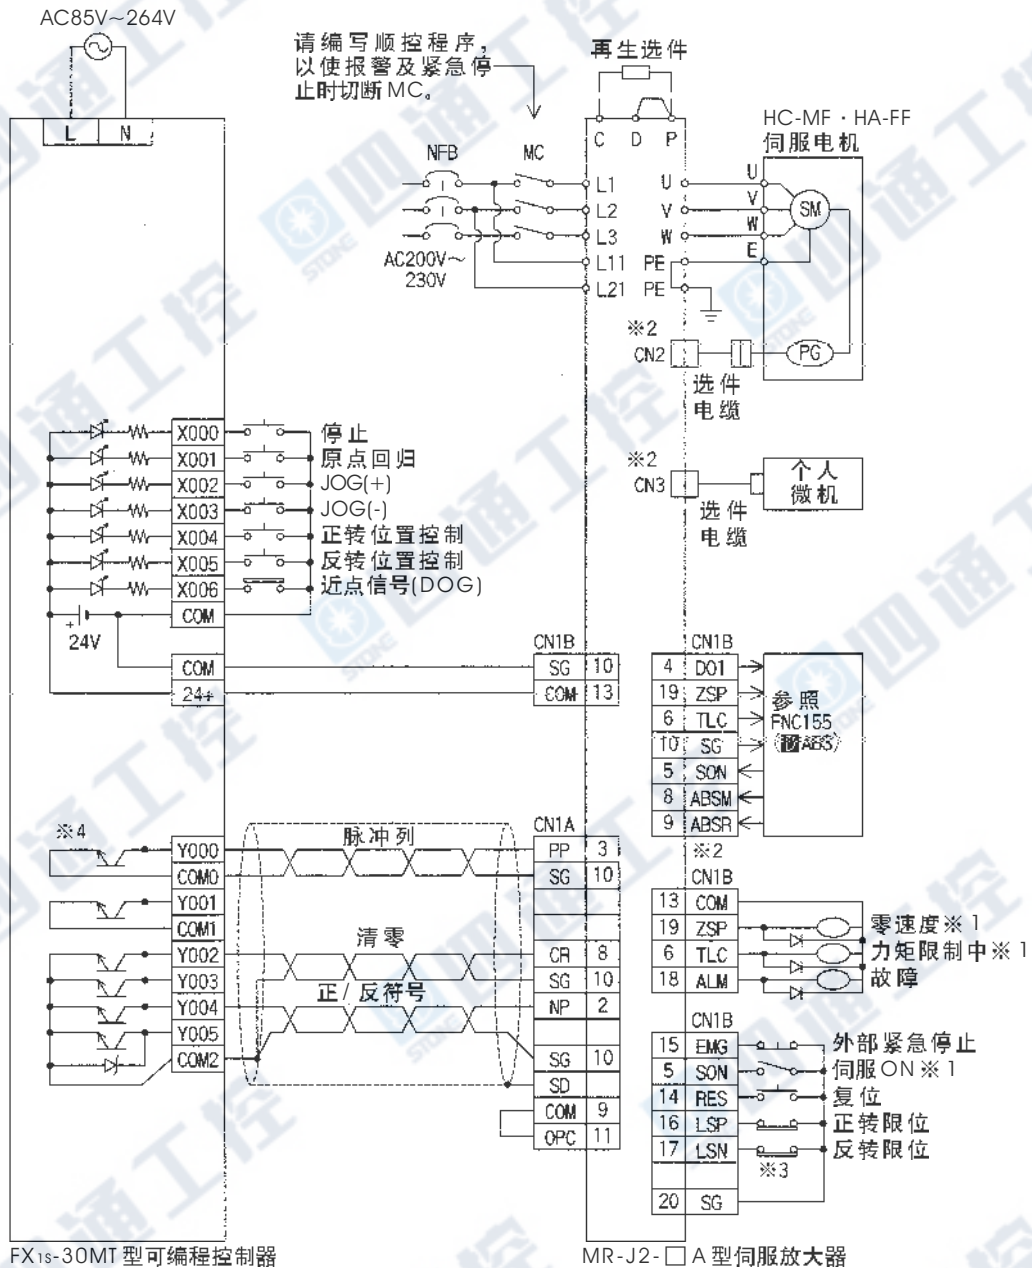 AC85V~264V
L N
请编写顺控程序，
以使报警及紧急停
止时切断MC。
再生选件
C D P
HC-MF · HA-FF
伺服电机
NFB MC
L1 U U
L2 V V SM
L3 W W
AC200V~
230V
L11 PE E
L21 PE
※2
CN2
PG
选件
电缆
※2
CN3
个人
微机
选件
电缆
X000 停止
X001 原点回归
X002 JOG(+)
X003 JOG(-)
X004 正转位置控制
X005 反转位置控制
X006 近点信号(DOG)
COM
+
24V
COM
24+
CN1B
SG 10
COM 13
CN1B
4 DO1
19 ZSP
6 TLC
10 SG
5 SON
8 ABSM
9 ABSR
※2
参照
FNC155
ABS)
※4
Y000
COM0
Y001
COM1
Y002
Y003
Y004
Y005
COM2
脉冲列
清零
正/反符号
CN1A
PP 3
SG 10
CR 8
SG 10
NP 2
SG 10
SD
COM 9
OPC 11
CN1B
13 COM
19 ZSP 零速度※1
6 TLC 力矩限制中※1
18 ALM 故障
CN1B
15 EMG 外部紧急停止
5 SON 伺服ON※1
14 RES 复位
16 LSP 正转限位
17 LSN 反转限位
※3
20 SG
FX1S-30MT型可编程控制器
MR-J2-□A型伺服放大器
四通工控
STONE